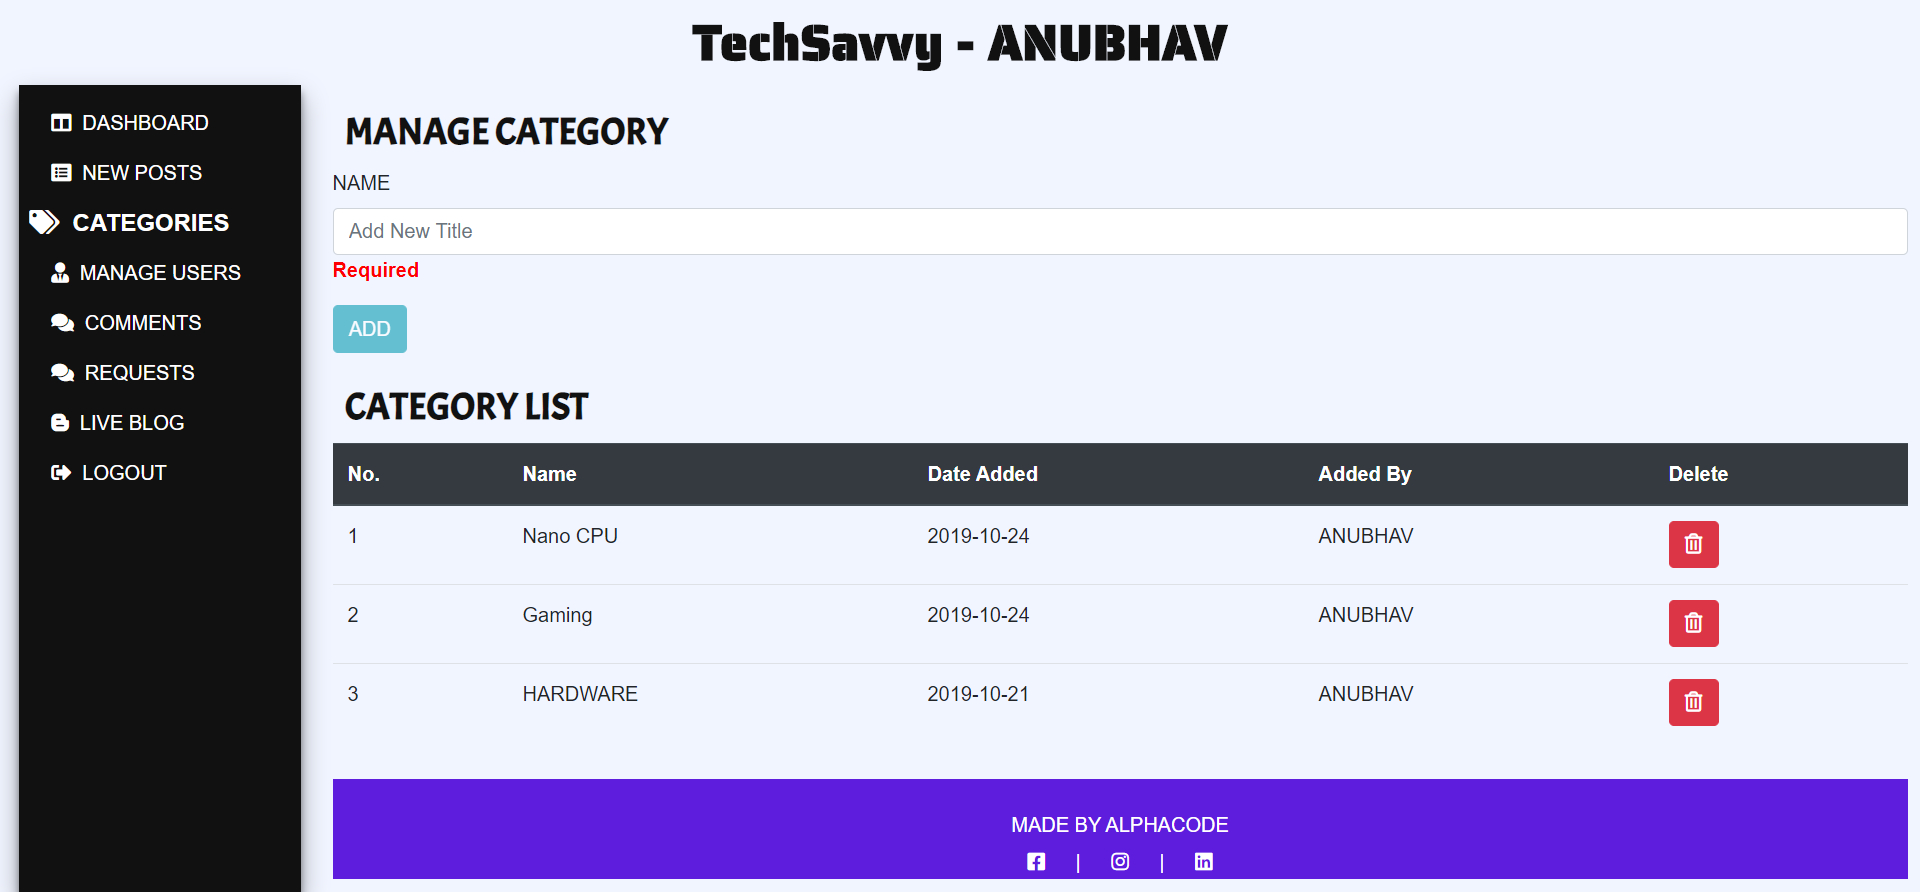 TechSavvy - ANUBHAV
DASHBOARD
NEW POSTS
CATEGORIES
MANAGE USERS
COMMENTS
REQUESTS
LIVE BLOG
LOGOUT
MANAGE CATEGORY
NAME
Add New Title
Required
ADD
CATEGORY LIST
No. Name Date Added Added By Delete
1 Nano CPU 2019-10-24 ANUBHAV
2 Gaming 2019-10-24 ANUBHAV
3 HARDWARE 2019-10-21 ANUBHAV
MADE BY ALPHACODE
| |